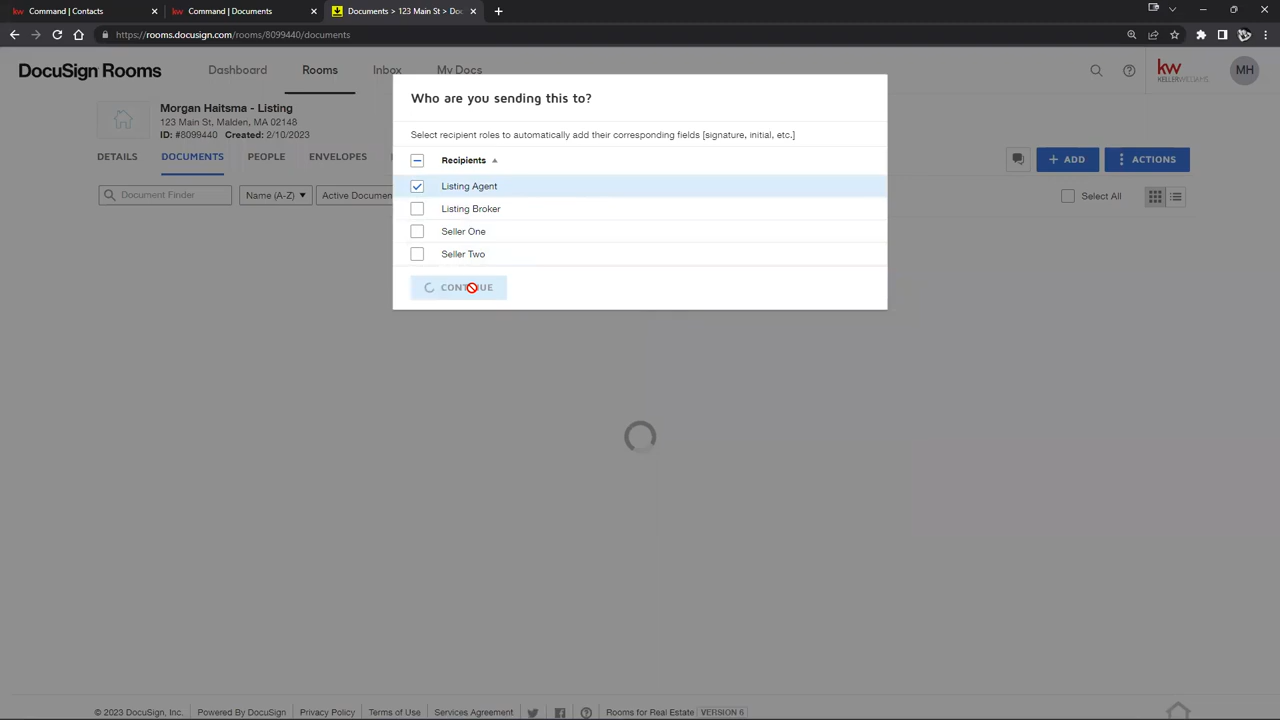 Command | Contacts
Command | Documents
Documents > 123 Main St > Doc
https://rooms.docusign.com/rooms/8099440/documents
DocuSign Rooms
Dashboard
Rooms
Inbox
My Docs
kw
KELLERWILLIAMS
MH
Who are you sending this to?
Morgan Haitsma - Listing
123 Main St, Malden, MA 02148
ID: #8099440 Created: 2/10/2023
Select recipient roles to automatically add their corresponding fields [signature, initial, etc.]
DETAILS
DOCUMENTS
PEOPLE
ENVELOPES
Recipients
ADD
ACTIONS
Listing Agent
Document Finder
Name (A-Z)
Active Documen
Select All
Listing Broker
Seller One
Seller Two
CONTINUE
© 2023 DocuSign, Inc.
Powered By DocuSign
Privacy Policy
Terms of Use
Services Agreement
Rooms for Real Estate
VERSION 6